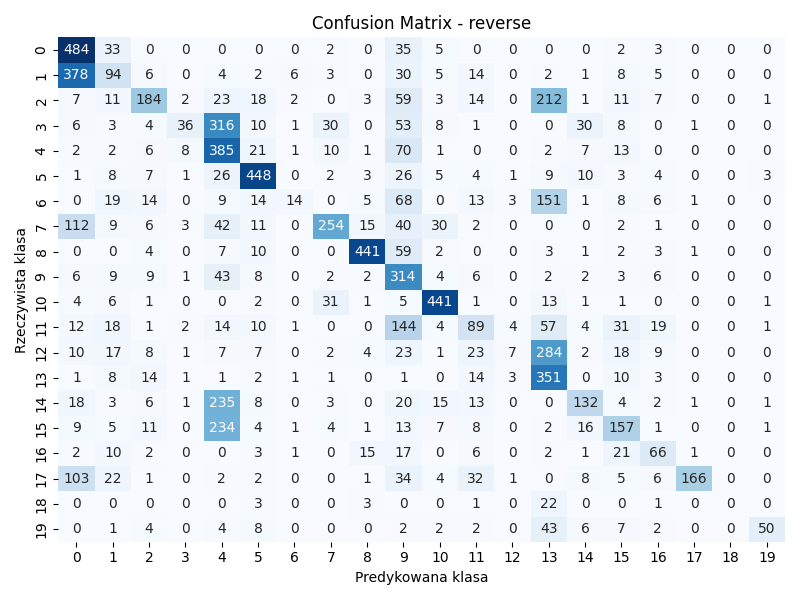 Confusion Matrix - reverse
Rzeczywista klasa
0 484 33 0 0 0 0 0 2 0 35 5 0 0 0 0 2 3 0 0 0
1 378 94 6 0 4 2 6 3 0 30 5 14 0 2 1 8 5 0 0 0
2 7 11 184 2 23 18 2 0 3 59 3 14 0 212 1 11 7 0 0 1
3 6 3 4 36 316 10 1 30 0 53 8 1 0 0 30 8 0 1 0 0
4 2 2 6 8 385 21 1 10 1 70 1 0 0 2 7 13 0 0 0 0
5 1 8 7 1 26 448 0 2 3 26 5 4 1 9 10 3 4 0 0 3
6 0 19 14 0 9 14 14 0 5 68 0 13 3 151 1 8 6 1 0 0
7 112 9 6 3 42 11 0 254 15 40 30 2 0 0 0 2 1 0 0 0
8 0 0 4 0 7 10 0 0 441 59 2 0 0 3 1 2 3 1 0 0
9 6 9 9 1 43 8 0 2 2 314 4 6 0 2 2 3 6 0 0 0
10 4 6 1 0 0 2 0 31 1 5 441 1 0 13 1 1 0 0 0 1
11 12 18 1 2 14 10 1 0 0 144 4 89 4 57 4 31 19 0 0 1
12 10 17 8 1 7 7 0 2 4 23 1 23 7 284 2 18 9 0 0 0
13 1 8 14 1 1 2 1 1 0 1 0 14 3 351 0 10 3 0 0 0
14 18 3 6 1 235 8 0 3 0 20 15 13 0 0 132 4 2 1 0 1
15 9 5 11 0 234 4 1 4 1 13 7 8 0 2 16 157 1 0 0 1
16 2 10 2 0 0 3 1 0 15 17 0 6 0 2 1 21 66 1 0 0
17 103 22 1 0 2 2 0 0 1 34 4 32 1 0 8 5 6 166 0 0
18 0 0 0 0 0 3 0 0 3 0 0 1 0 22 0 0 1 0 0 0
19 0 1 4 0 4 8 0 0 0 2 2 2 0 43 6 7 2 0 0 50
0 1 2 3 4 5 6 7 8 9 10 11 12 13 14 15 16 17 18 19
Predykowana klasa